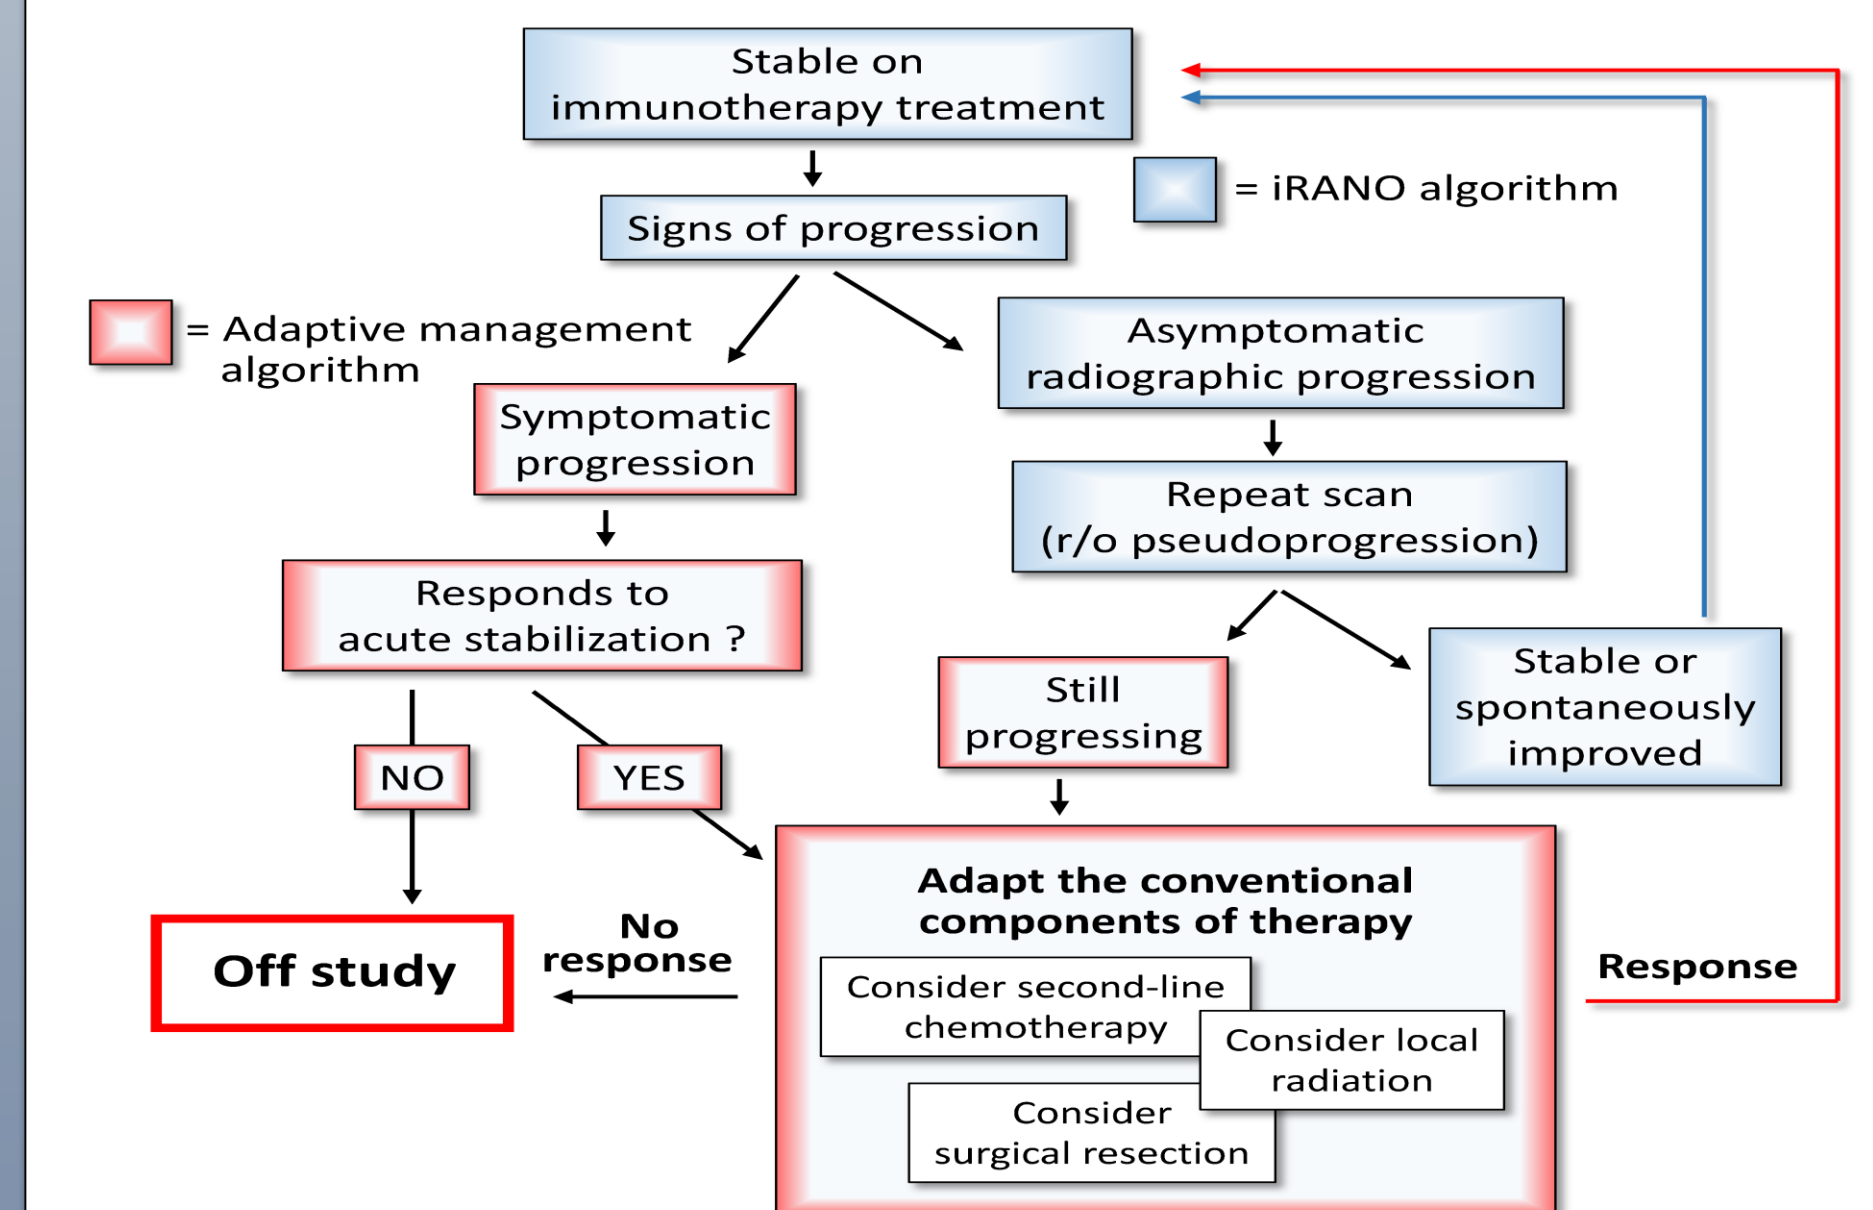 Stable on
immunotherapy treatment
= iRANO algorithm
Signs of progression
= Adaptive management
algorithm
Asymptomatic
radiographic progression
Symptomatic
progression
Repeat scan
(r/o pseudoprogression)
Responds to
acute stabilization ?
Still
progressing
Stable or
spontaneously
improved
NO
YES
Adapt the conventional
components of therapy
Off study
No
response
Response
Consider second-line
chemotherapy
Consider local
radiation
Consider
surgical resection